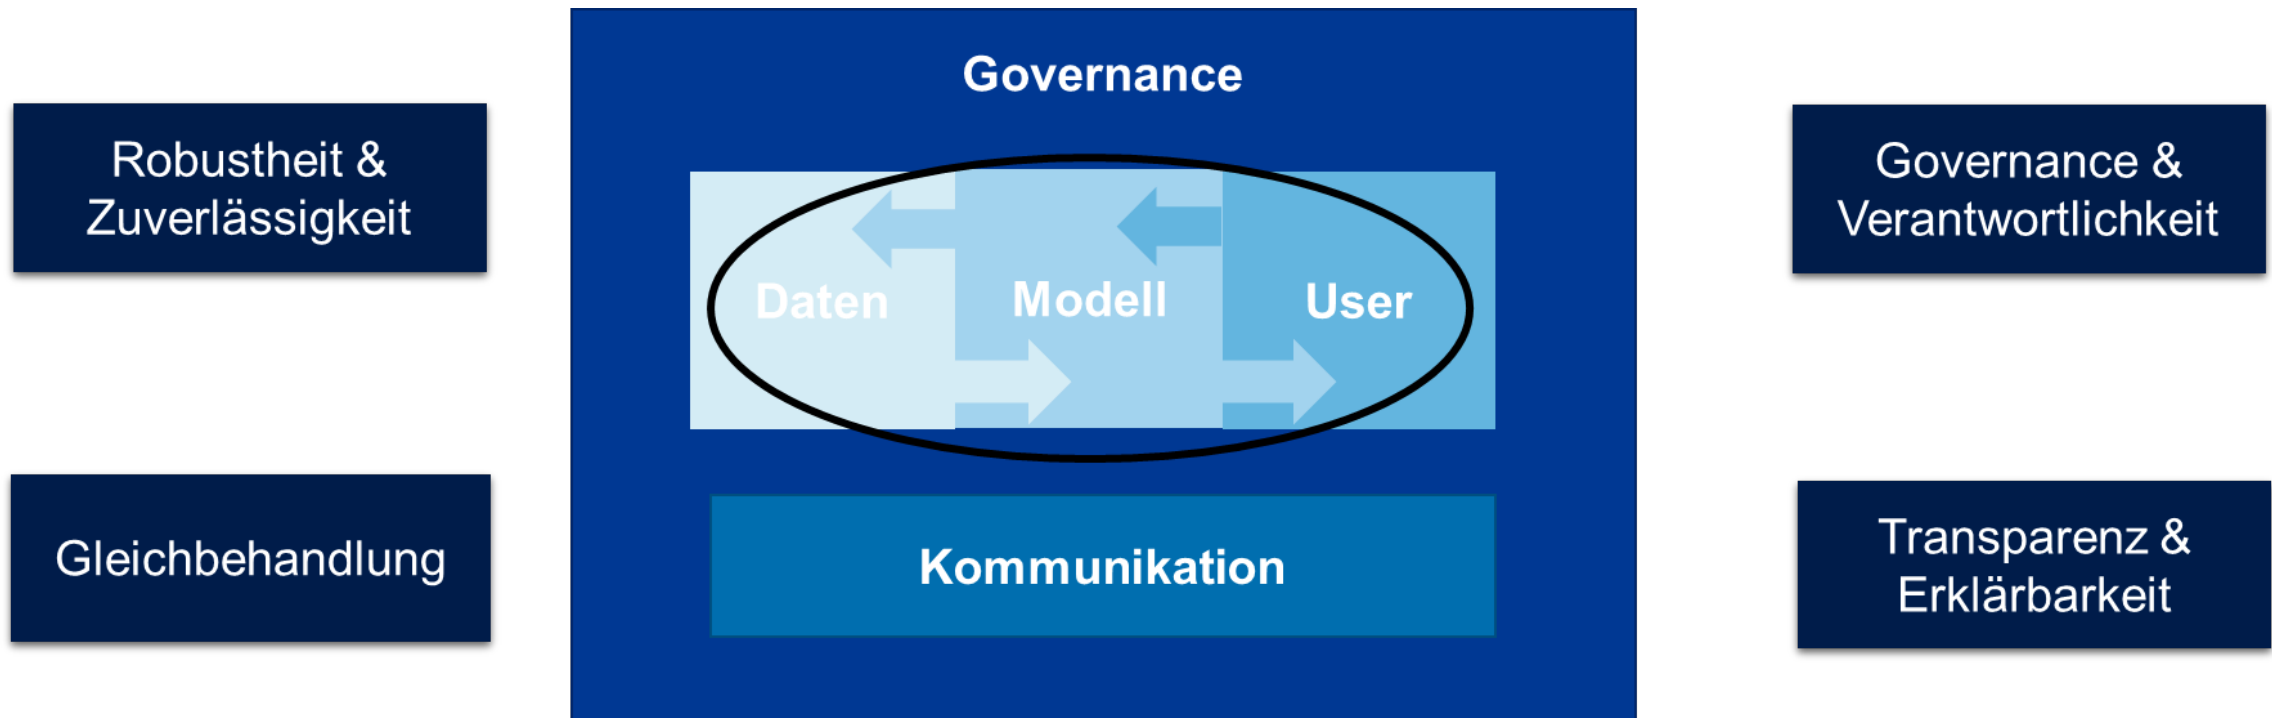 Governance
Robustheit &
Zuverlässigkeit
Governance &
Verantwortlichkeit
Daten
Modell
User
Gleichbehandlung
Kommunikation
Transparenz &
Erklärbarkeit